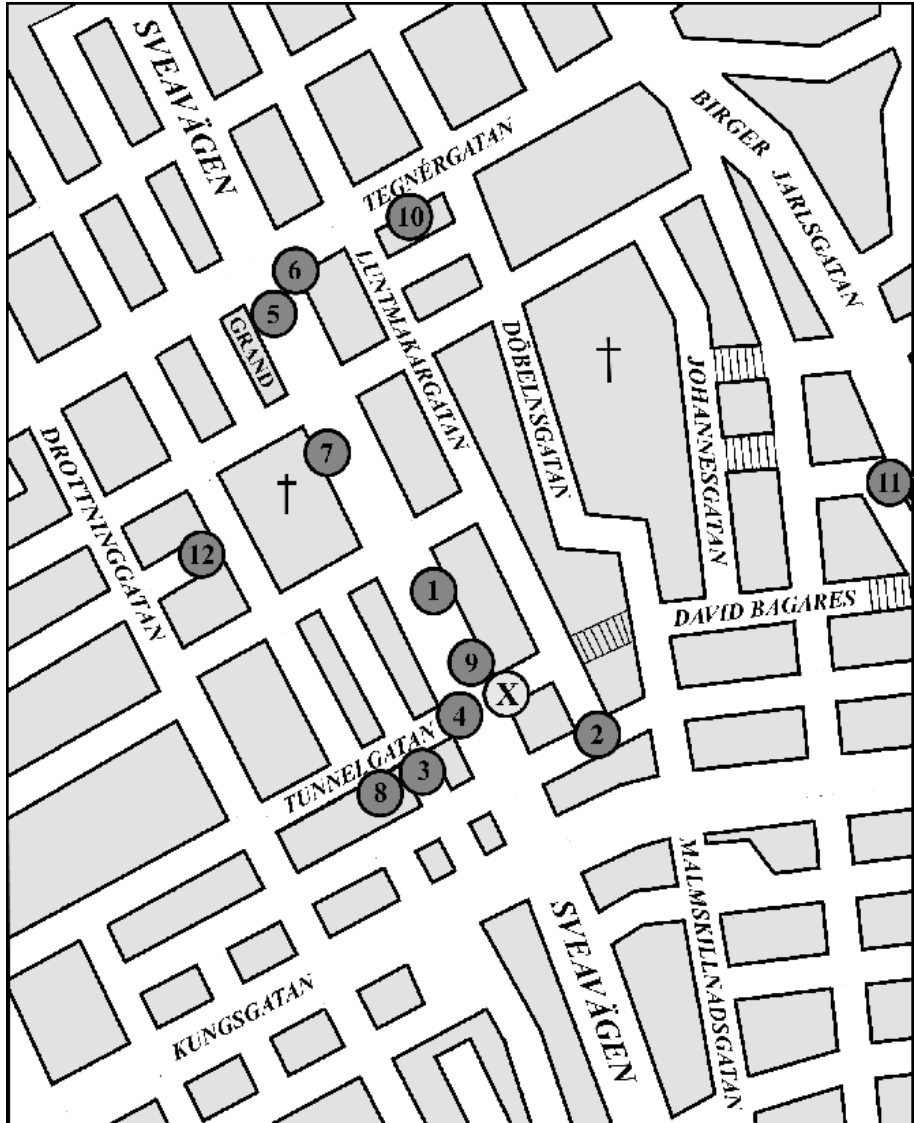 SVEAVÄGEN
BIRGER JARLSGATAN
TEGNÉRGATAN
10
6
LUNTMAKARGATAN
5
GRAND
DÖBELNSGATAN
JOHANNESGATAN
DROTTNINGGATAN
7
11
12
1
DAVID BAGARES
9
X
4
2
TUNNELGATAN
3
8
MALMSKILLNADSGATAN
SVEAVÄGEN
KUNGSGATAN